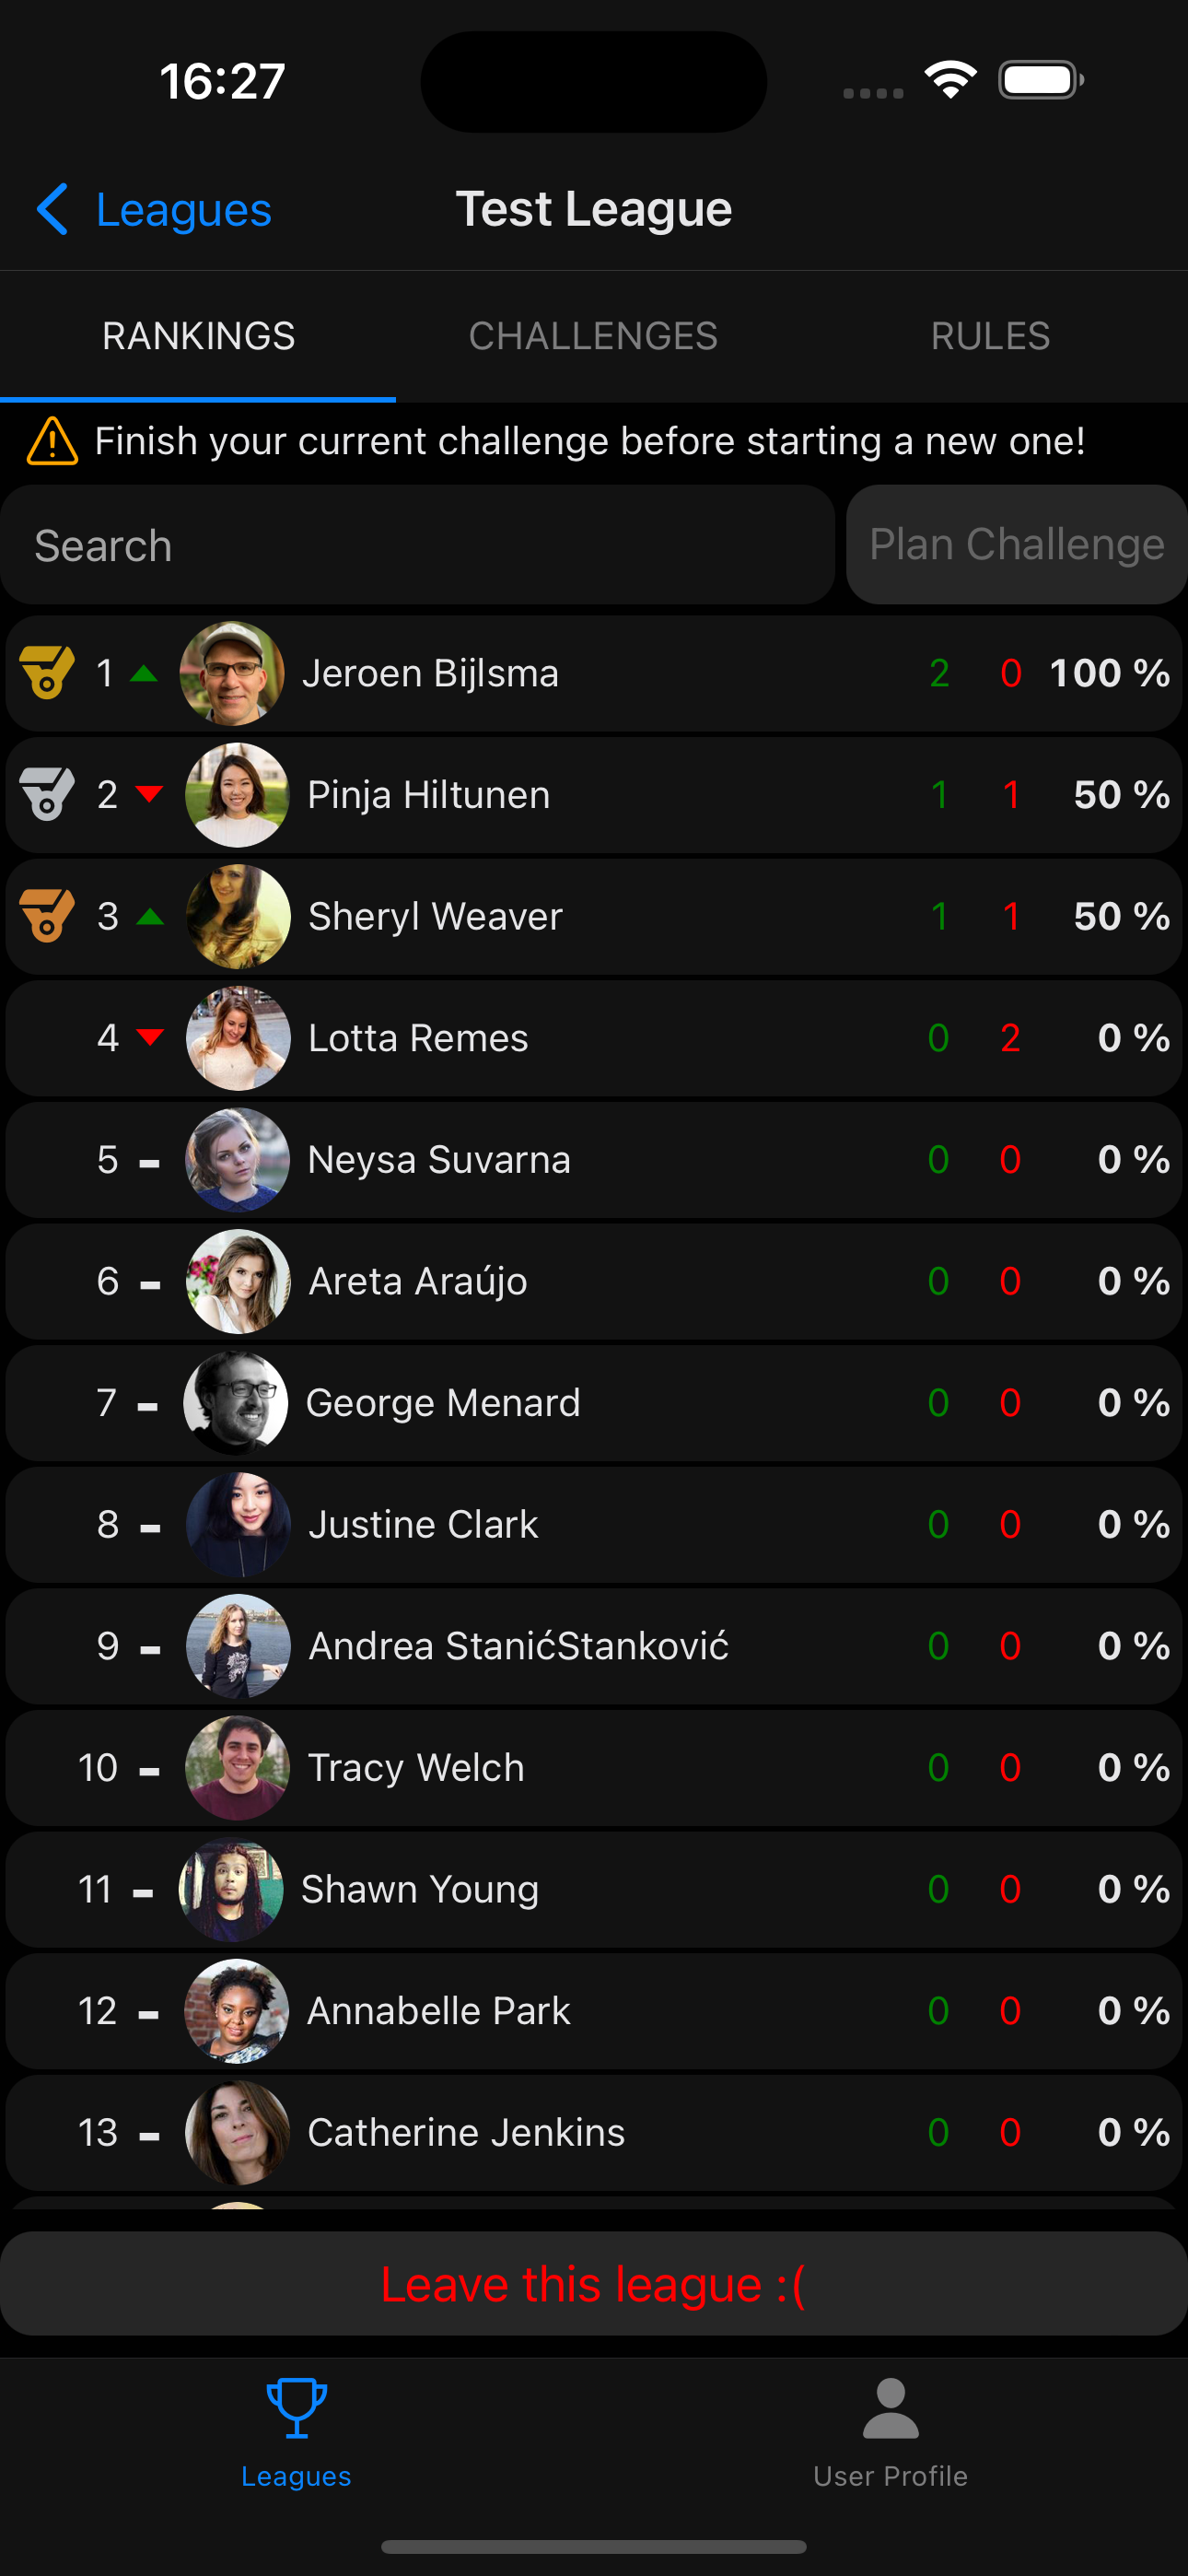 16:27
Leagues
Test League
RANKINGS
CHALLENGES
RULES
Finish your current challenge before starting a new one!
Search
Plan Challenge
1 Jeroen Bijlsma 2 0 100 %
2 Pinja Hiltunen 1 1 50 %
3 Sheryl Weaver 1 1 50 %
4 Lotta Remes 0 2 0 %
5 - Neysa Suvarna 0 0 0 %
6 - Areta Araújo 0 0 0 %
7 - George Menard 0 0 0 %
8 - Justine Clark 0 0 0 %
9 - Andrea StanićStanković 0 0 0 %
10 - Tracy Welch 0 0 0 %
11 - Shawn Young 0 0 0 %
12 - Annabelle Park 0 0 0 %
13 - Catherine Jenkins 0 0 0 %
Leave this league :(
Leagues
User Profile